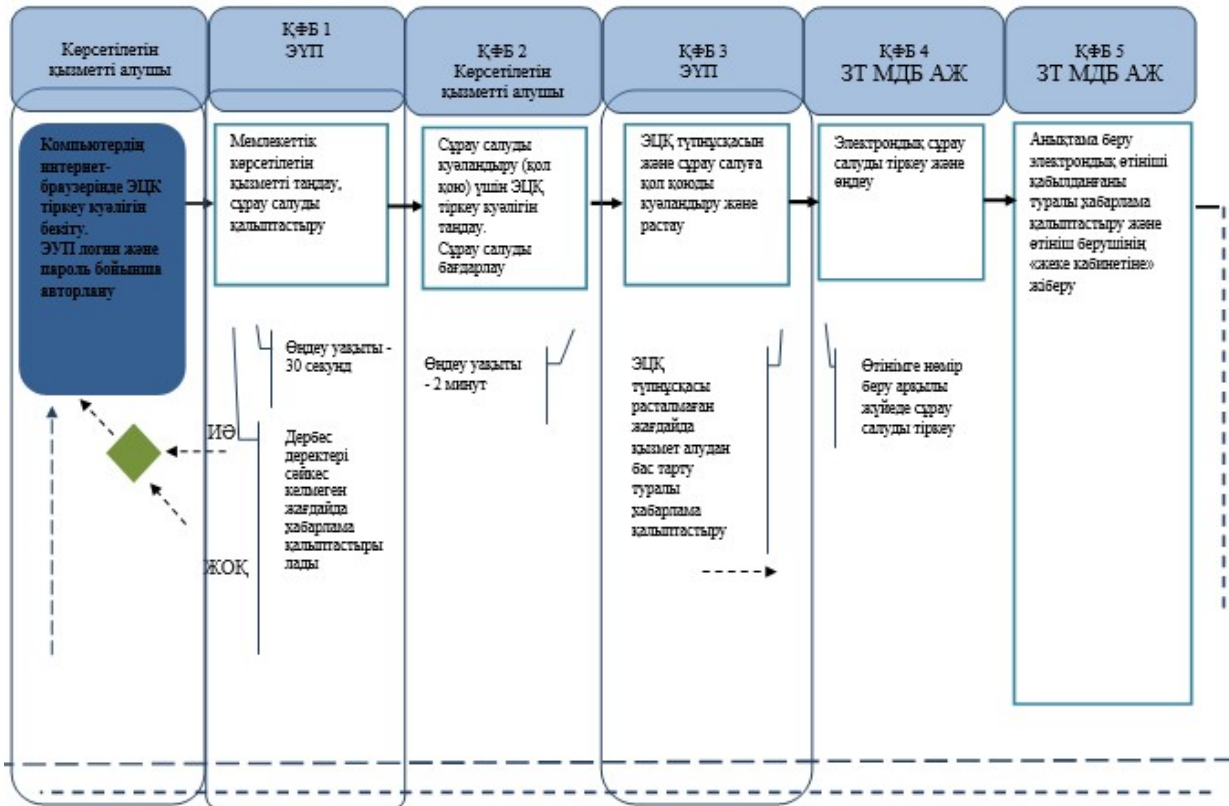 Көрсетілетін
қызметті алушы
ҚФБ 1
ЭҮП
ҚФБ 2
Көрсетілетін
қызметті алушы
ҚФБ 3
ЭҮП
ҚФБ 4
ЗТ МДБ АЖ
ҚФБ 5
ЗТ МДБ АЖ
Компьютердің
интернет-
браузерінде ЭЦК
тіркеу куәлігін
бекіту.
ЭУП логин және
пароль бойынша
авторлану
Мемлекеттік
көрсетілетін
қызметті таңдау,
сұрау салуды
қалыптастыру
Сұрау салуды
куәландыру (қол
қою) үшін ЭЦҚ
тіркеу куәлігін
таңдау.
Сұрау салуды
бағдарлау
ЭЦҚ түпнұсқасын
және сұрау салуға
қол қоюды
куәландыру және
растау
Электрондық сұрау
салуды тіркеу және
өңдеу
Анықтама беру
электрондық өтініші
қабылданғаны
туралы хабарлама
қалыптастыру және
өтініш берушінің
«жеке кабинетіне»
жіберу
Өңдеу уақыты -
30 секунд
Өңдеу уақыты
- 2 минут
ЭЦҚ
түпнұсқасы
расталмаған
жағдайда
қызмет алудан
бас тарту
туралы
хабарлама
қалыптастыру
Өтінімге нөмір
беру арқылы
жүйеде сұрау
салуды тіркеу
ИӘ
Дербес
деректері
сәйкес
келмеген
жағдайда
хабарлама
қалыптастыры
лады
ЖОҚ